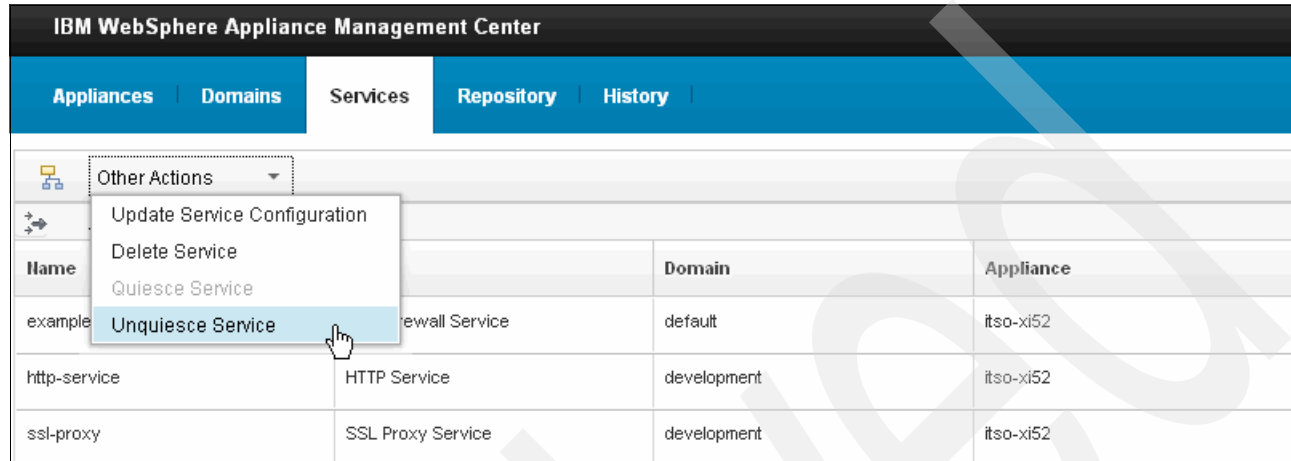 IBM WebSphere Appliance Management Center
Appliances Domains Services Repository History
Other Actions
Update Service Configuration
Delete Service
Quiesce Service
Unquiesce Service
Name Domain Appliance
example ewall Service default itso-xi52
http-service HTTP Service development itso-xi52
ssl-proxy SSL Proxy Service development itso-xi52